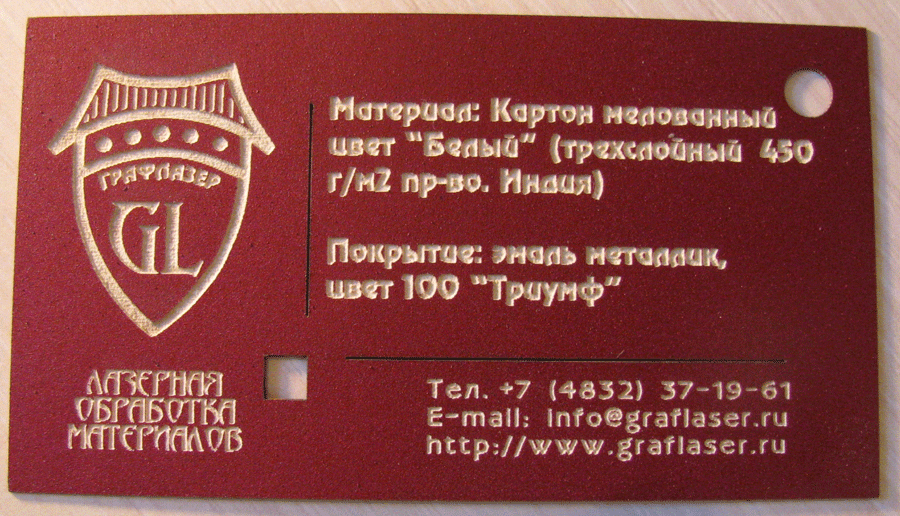 ГРАФЛАЗЕР
GL
ЛАЗЕРНАЯ
ОБРАБОТКА
МАТЕРИАЛОВ
Материал: Картон мелованный
цвет "Белый" (трехслойный 450
г/м2 пр-во. Индия)
Покрытие: эмаль металлик,
цвет 100 "Триумф"
Тел. +7 (4832) 37-19-61
E-mail: info@graflaser.ru
http://www.graflaser.ru